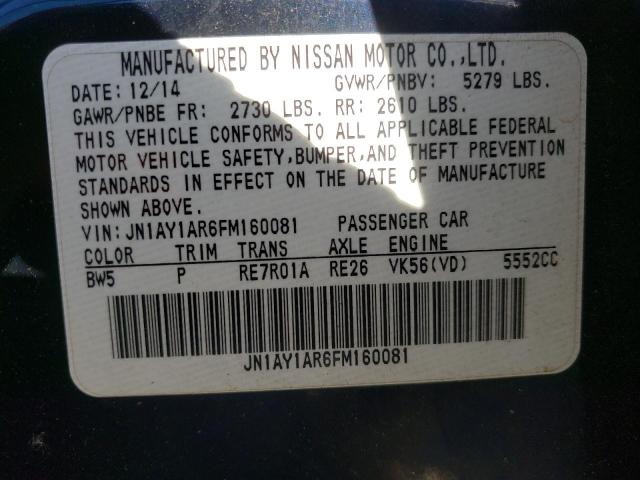 MANUFACTURED BY NISSAN MOTOR CO.,LTD.
DATE: 12/14 GVWR/PNBV: 5279 LBS.
GAWR/PNBE FR: 2730 LBS. RR: 2610 LBS.
THIS VEHICLE CONFORMS TO ALL APPLICABLE FEDERAL
MOTOR VEHICLE SAFETY,BUMPER,AND THEFT PREVENTION
STANDARDS IN EFFECT ON THE DATE OF MANUFACTURE
SHOWN ABOVE.
VIN: JN1AY1AR6FM160081 PASSENGER CAR
COLOR TRIM TRANS AXLE ENGINE
BW5 P RE7R01A RE26 VK56(VD) 5552CC
JN1AY1AR6FM160081